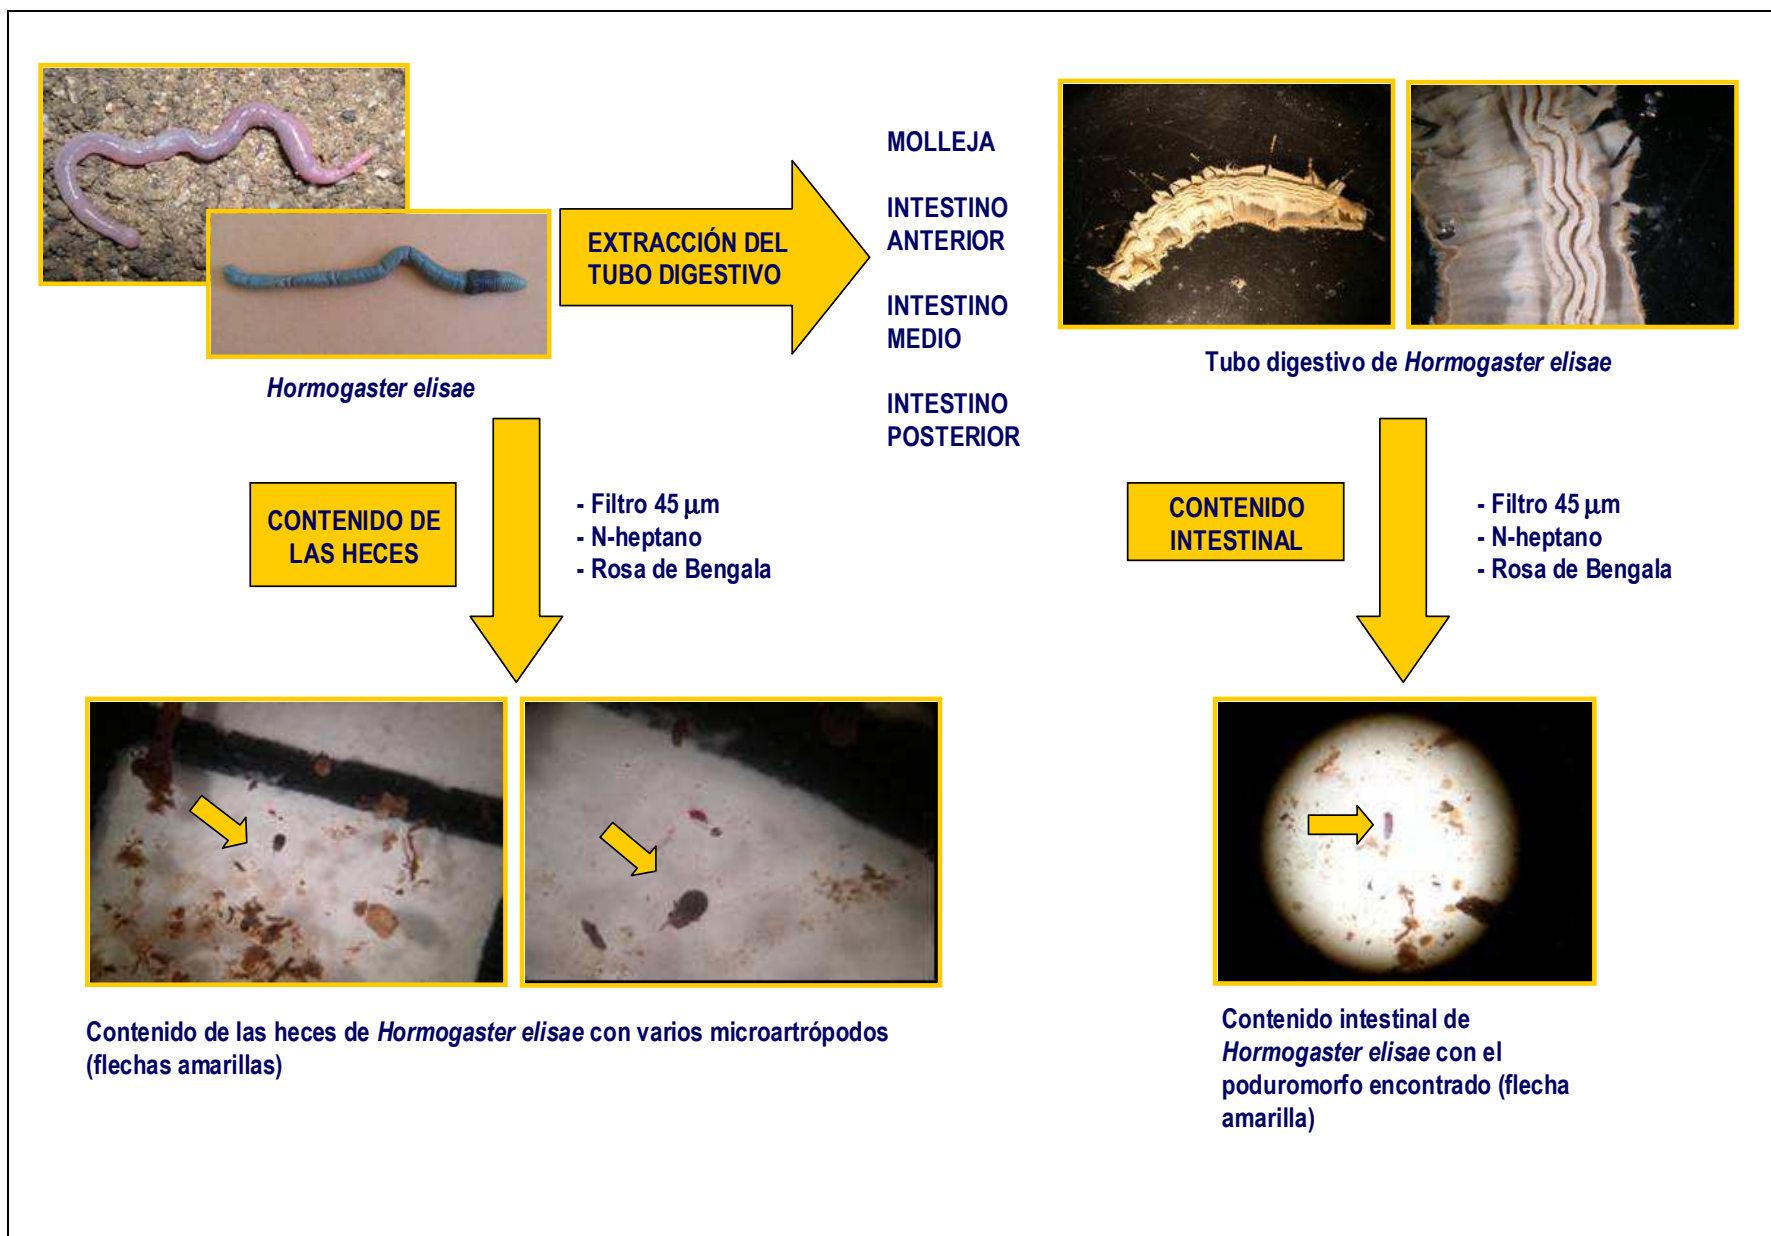 EXTRACCIÓN DEL
TUBO DIGESTIVO
MOLLEJA
INTESTINO
ANTERIOR
INTESTINO
MEDIO
INTESTINO
POSTERIOR
Hormogaster elisae
Tubo digestivo de Hormogaster elisae
CONTENIDO DE
LAS HECES
- Filtro 45 μm
- N-heptano
- Rosa de Bengala
CONTENIDO
INTESTINAL
- Filtro 45 μm
- N-heptano
- Rosa de Bengala
Contenido de las heces de Hormogaster elisae con varios microartrópodos
(flechas amarillas)
Contenido intestinal de
Hormogaster elisae con el
poduromorfo encontrado (flecha
amarilla)